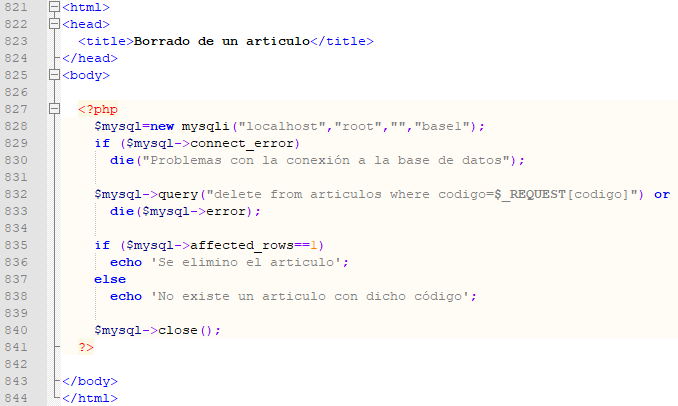 821 <html>
822 <head>
823 <title>Borrado de un articulo</title>
824 </head>
825 <body>
826
827 <?php
828 $mysql=new mysqli("localhost","root","","base1");
829 if ($mysql->connect_error)
830 die("Problemas con la conexión a la base de datos");
831
832 $mysql->query("delete from articulos where codigo=$_REQUEST[codigo]") or
833 die($mysql->error);
834
835 if ($mysql->affected_rows==1)
836 echo 'Se elimino el articulo';
837 else
838 echo 'No existe un articulo con dicho código';
839
840 $mysql->close();
841 ?>
842
843 </body>
844 </html>